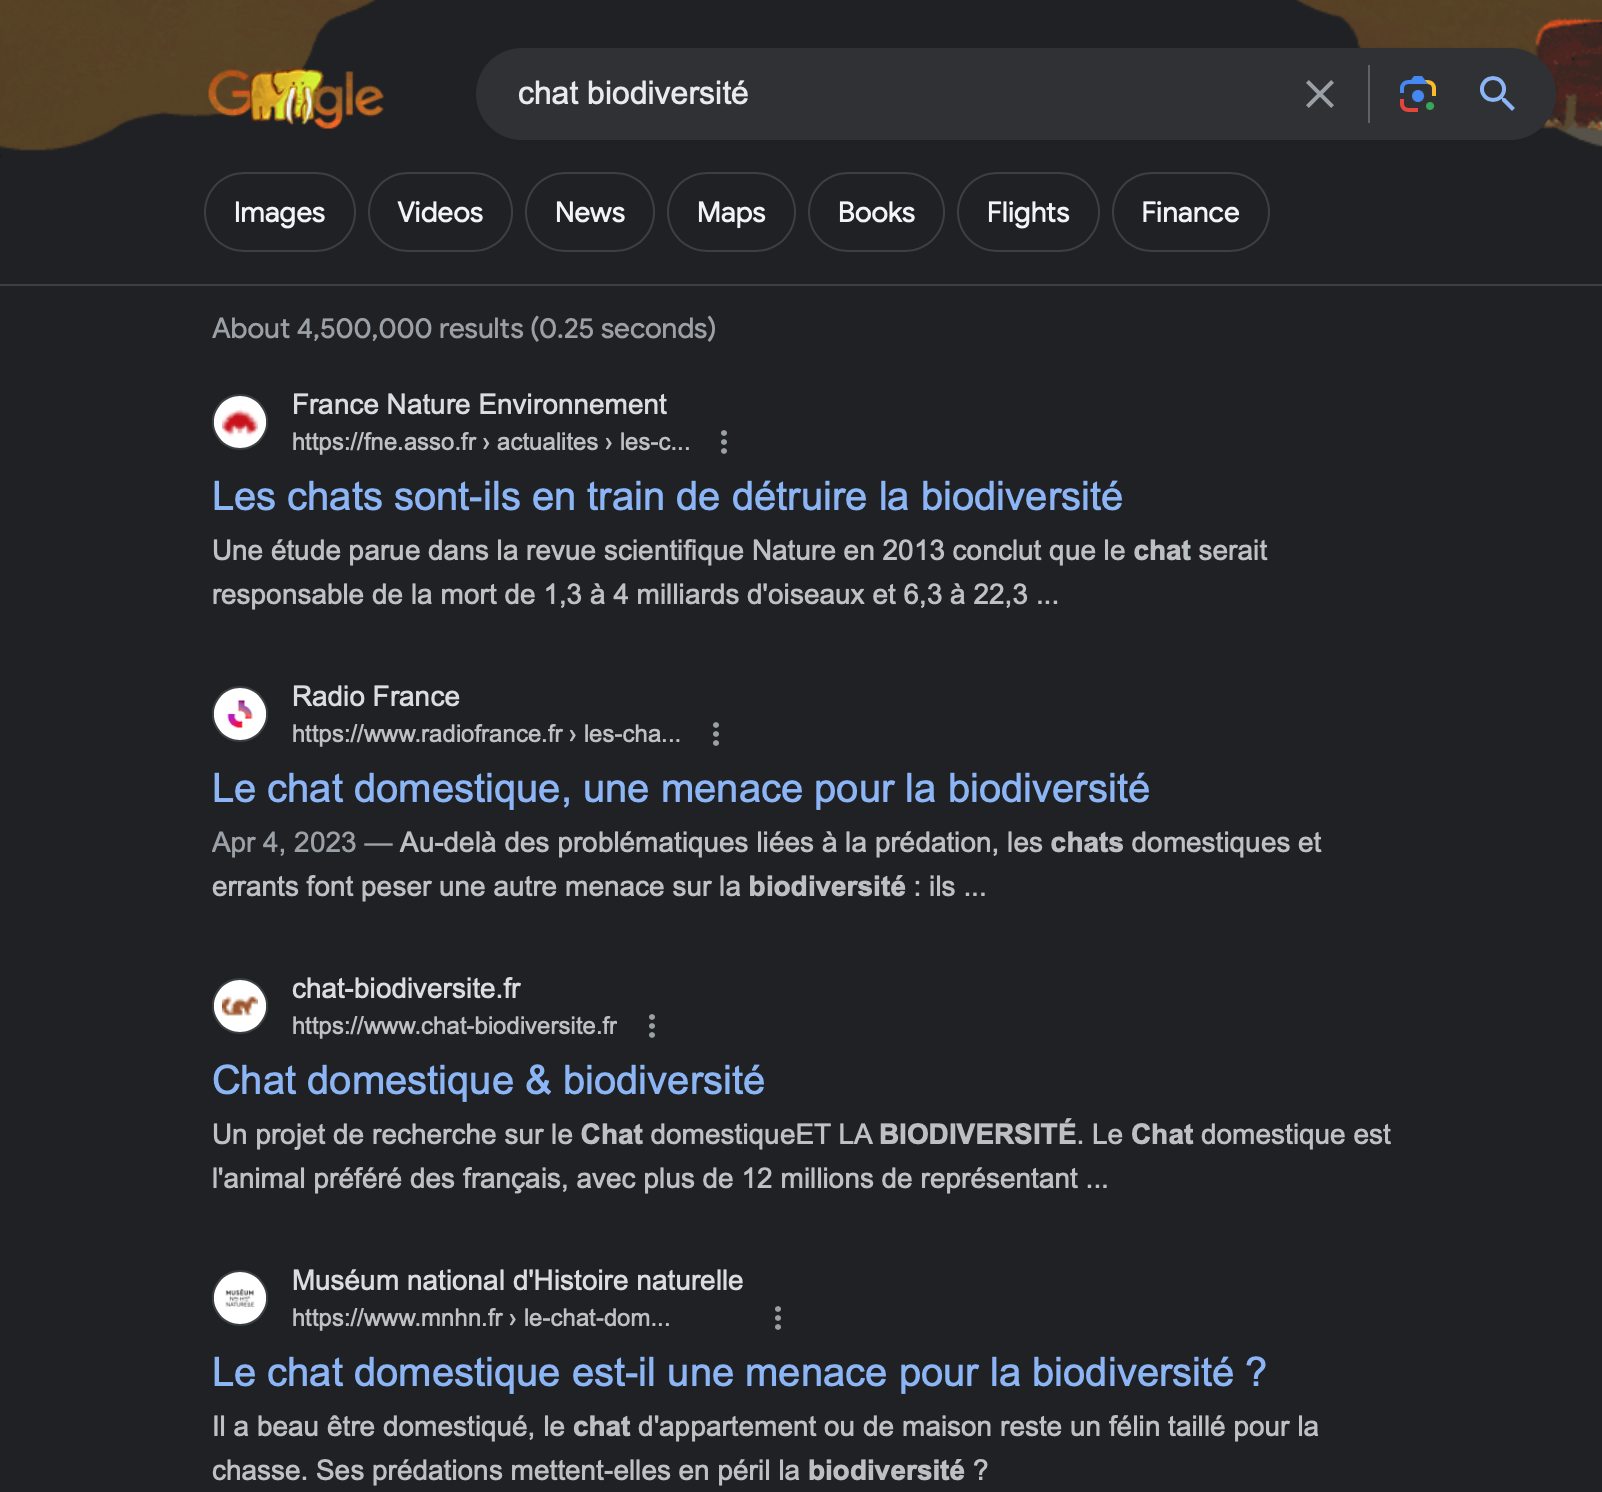 Google
chat biodiversité
Images
Videos
News
Maps
Books
Flights
Finance
About 4,500,000 results (0.25 seconds)
France Nature Environnement
https://fne.asso.fr › actualites › les-c...
Les chats sont-ils en train de détruire la biodiversité
Une étude parue dans la revue scientifique Nature en 2013 conclut que le chat serait
responsable de la mort de 1,3 à 4 milliards d'oiseaux et 6,3 à 22,3 ...
Radio France
https://www.radiofrance.fr › les-cha...
Le chat domestique, une menace pour la biodiversité
Apr 4, 2023 — Au-delà des problématiques liées à la prédation, les chats domestiques et
errants font peser une autre menace sur la biodiversité : ils ...
chat-biodiversite.fr
https://www.chat-biodiversite.fr
Chat domestique & biodiversité
Un projet de recherche sur le Chat domestiqueET LA BIODIVERSITÉ. Le Chat domestique est
l'animal préféré des français, avec plus de 12 millions de représentant ...
MUSÉUM
Muséum national d'Histoire naturelle
https://www.mnhn.fr › le-chat-dom...
Le chat domestique est-il une menace pour la biodiversité ?
Il a beau être domestiqué, le chat d'appartement ou de maison reste un félin taillé pour la
chasse. Ses prédations mettent-elles en péril la biodiversité ?